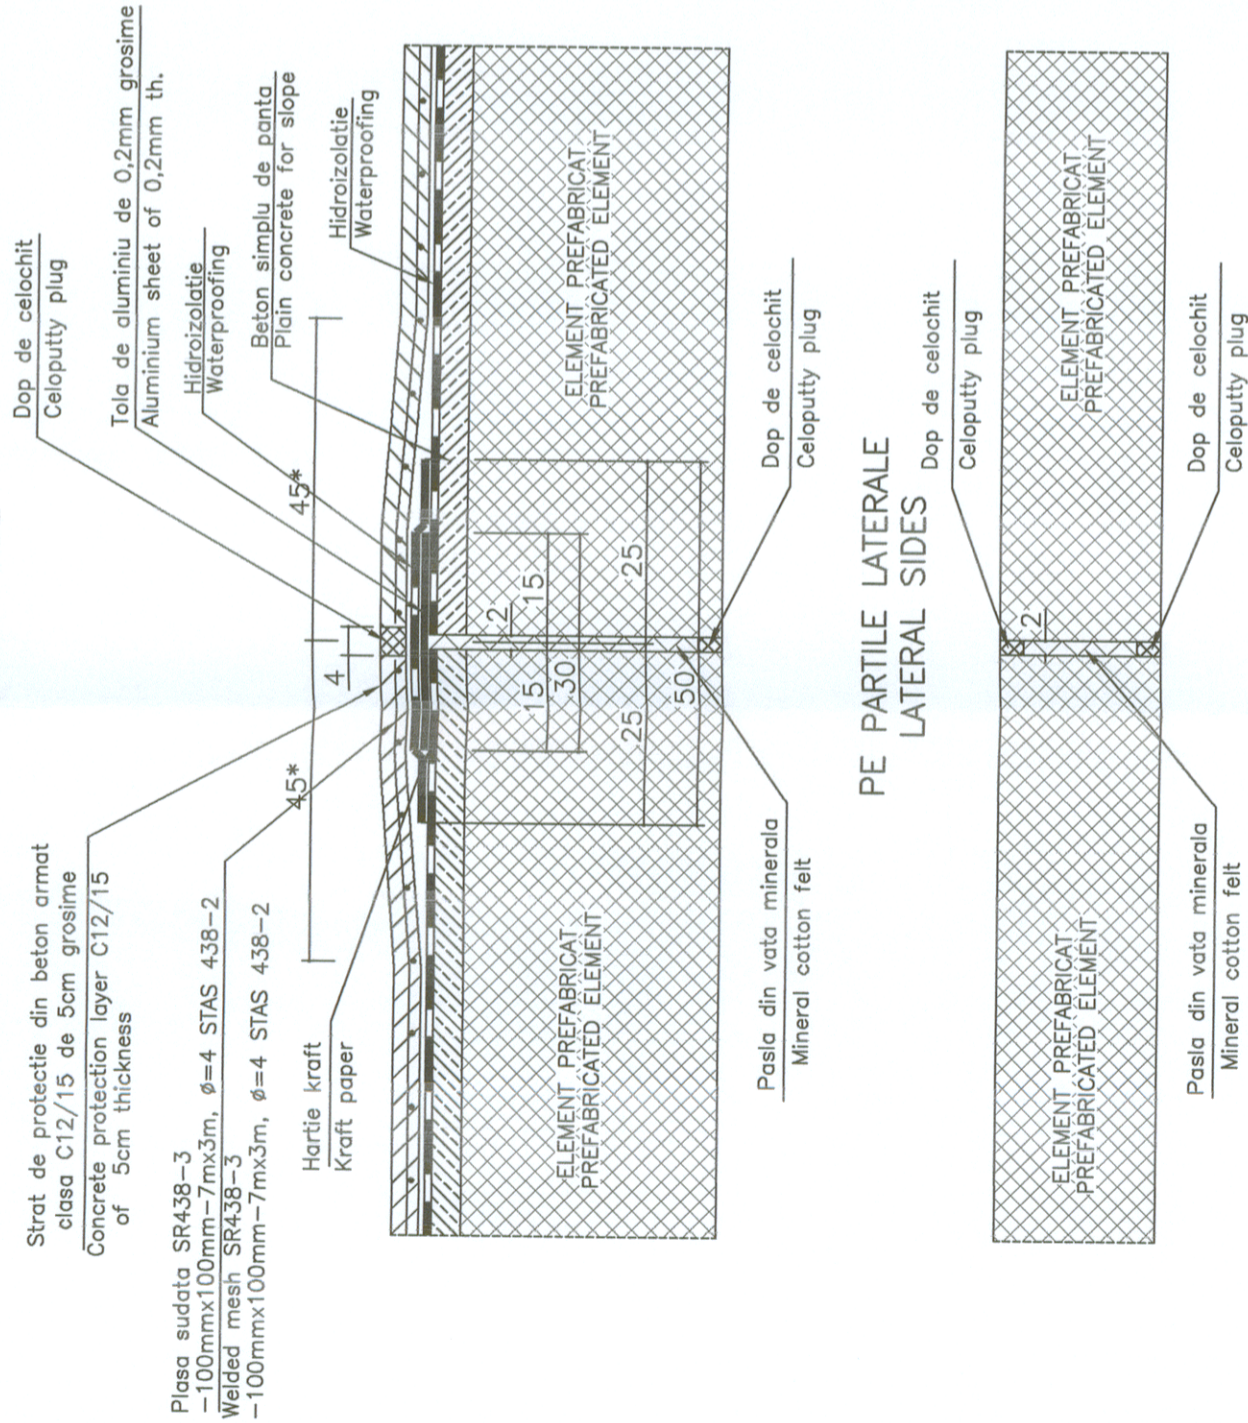 Strat de protectie din beton armat
clasa C12/15 de 5cm grosime
Concrete protection layer C12/15
of 5cm thickness
Plasa sudata SR438-3
-100mmx100mm-7mx3m, ø=4 STAS 438-2
Welded mesh SR438-3
-100mmx100mm-7mx3m, ø=4 STAS 438-2
Hartie kraft
Kraft paper
Dop de celochit
Celoputty plug
Tola de aluminiu de 0,2mm grosime
Aluminium sheet of 0,2mm th.
Hidroizolatie
Waterproofing
Beton simplu de panta
Plain concrete for slope
Hidroizolatie
Waterproofing
45*
45*
4
2
15
15
30
25
25
50
ELEMENT PREFABRICAT
PREFABRICATED ELEMENT
ELEMENT PREFABRICAT
PREFABRICATED ELEMENT
Pasla din vata minerala
Mineral cotton felt
Dop de celochit
Celoputty plug
PE PARTILE LATERALE
LATERAL SIDES
Dop de celochit
Celoputty plug
2
ELEMENT PREFABRICAT
PREFABRICATED ELEMENT
ELEMENT PREFABRICAT
PREFABRICATED ELEMENT
Pasla din vata minerala
Mineral cotton felt
Dop de celochit
Celoputty plug